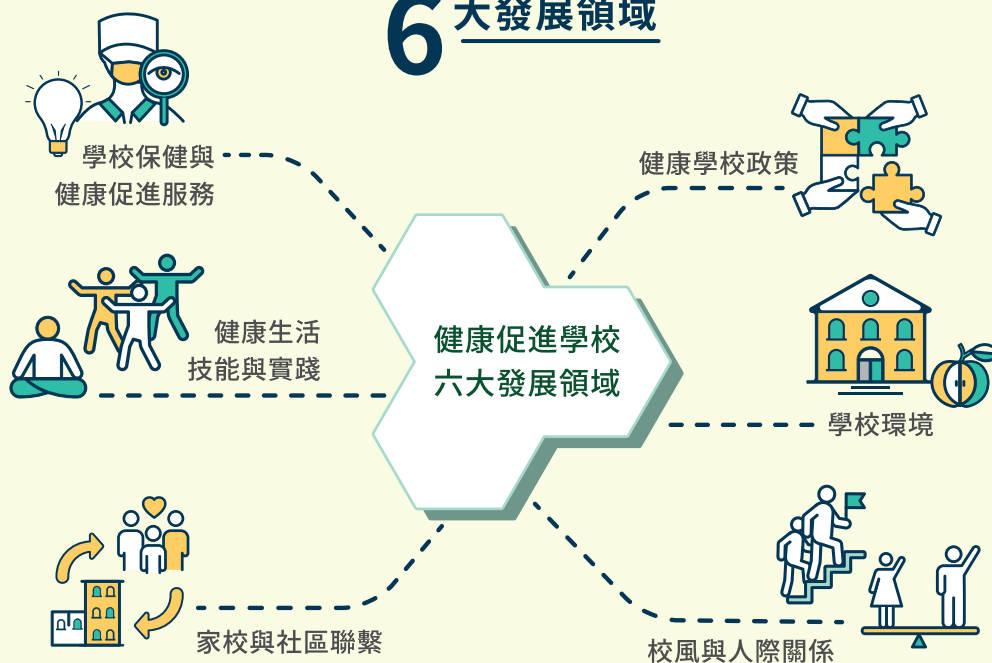 6大發展領域
學校保健與
健康促進服務
健康學校政策
健康生活
技能與實踐
健康促進學校
六大發展領域
學校環境
家校與社區聯繫
校風與人際關係